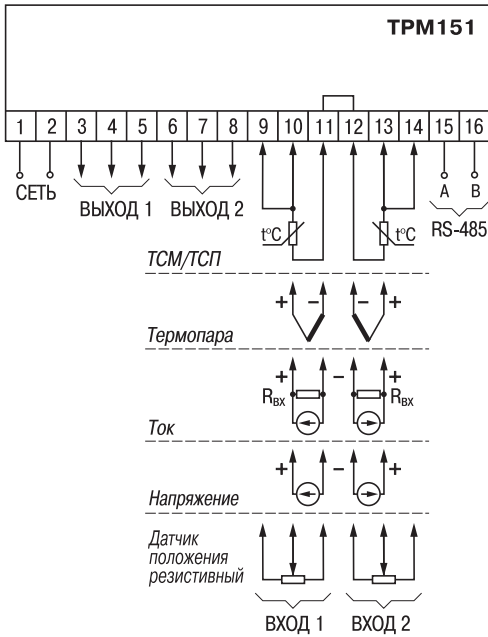 ТРМ151
1 2 3 4 5 6 7 8 9 10 11 12 13 14 15 16
СЕТЬ ВЫХОД 1 ВЫХОД 2 A B
RS-485
t°C t°C
ТСМ/ТСП
+ − − +
Термопара
+ − +
Rвх Rвх
Ток
+ − +
Напряжение
Датчик
положения
резистивный
ВХОД 1 ВХОД 2